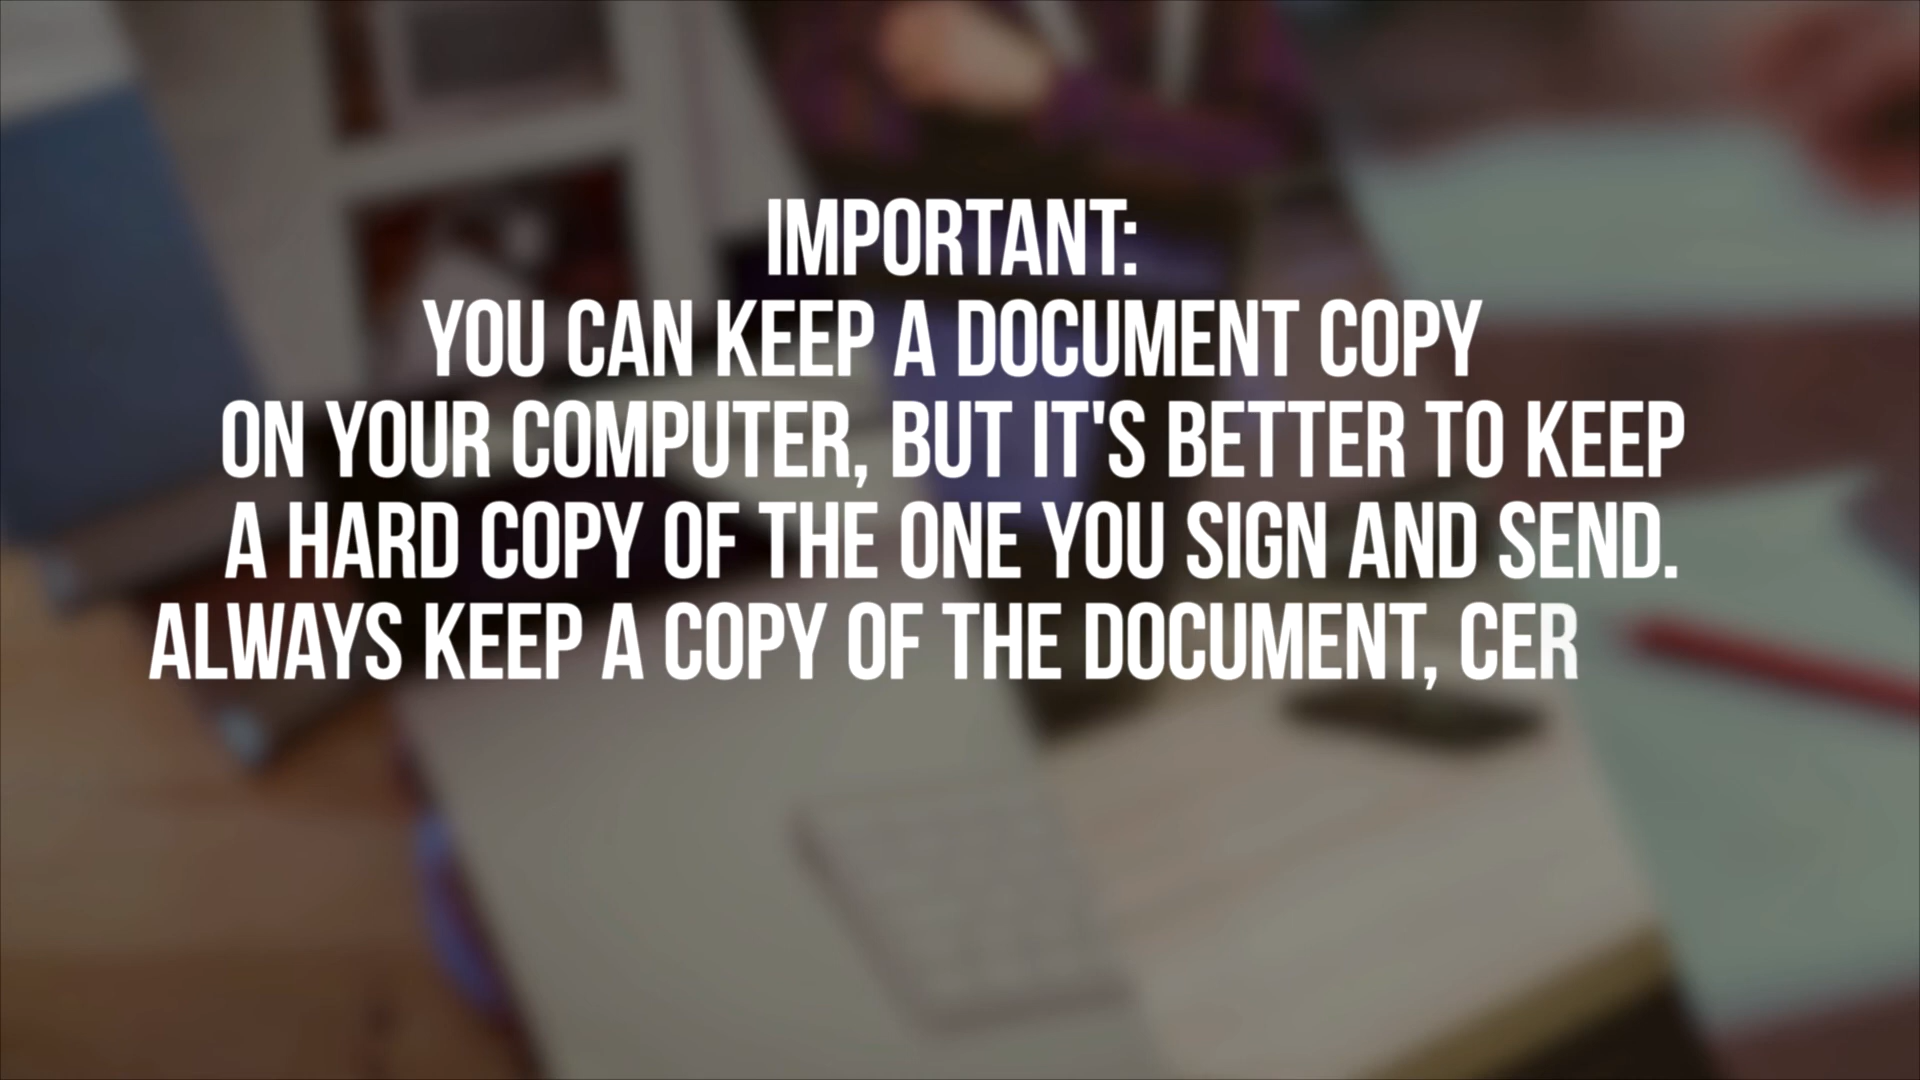 IMPORTANT:
YOU CAN KEEP A DOCUMENT COPY
ON YOUR COMPUTER, BUT IT'S BETTER TO KEEP
A HARD COPY OF THE ONE YOU SIGN AND SEND.
ALWAYS KEEP A COPY OF THE DOCUMENT, CER